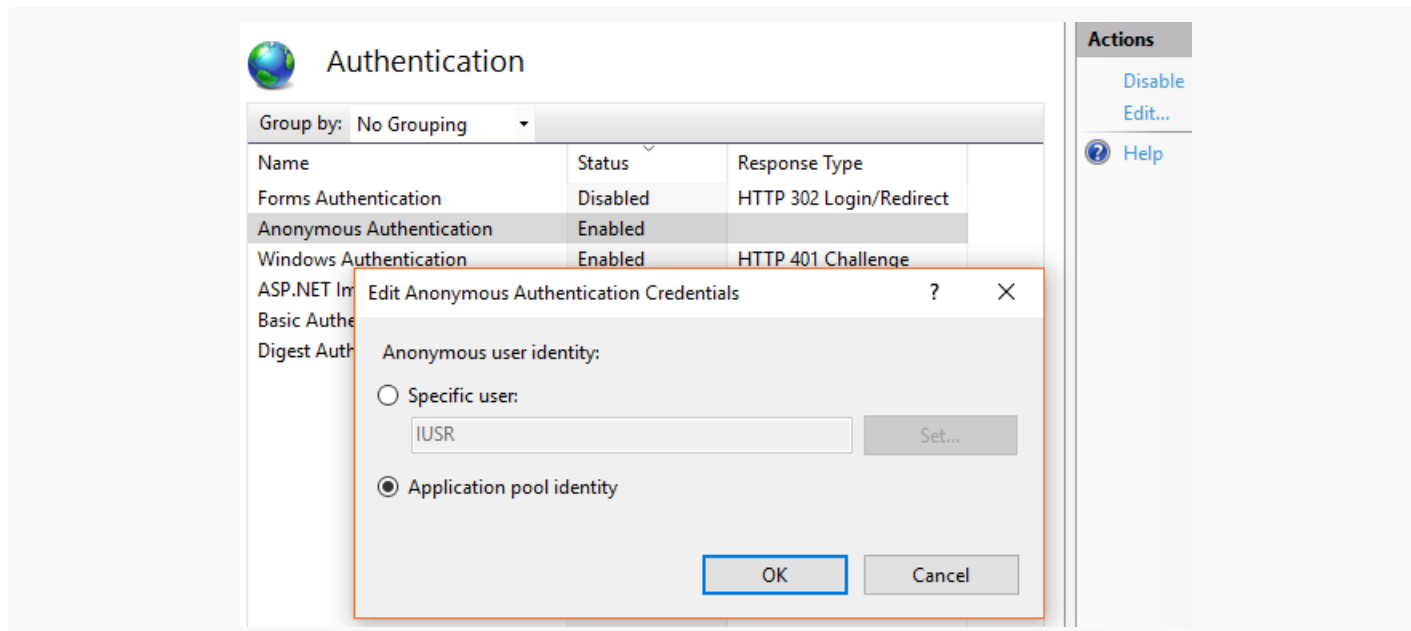 Authentication
Group by: No Grouping
Name Status Response Type
Forms Authentication Disabled HTTP 302 Login/Redirect
Anonymous Authentication Enabled
Windows Authentication Enabled HTTP 401 Challenge
ASP.NET Im
Basic Authe
Digest Auth
Edit Anonymous Authentication Credentials ?
Anonymous user identity:
Specific user:
IUSR Set...
Application pool identity
OK Cancel
Actions
Disable
Edit...
Help